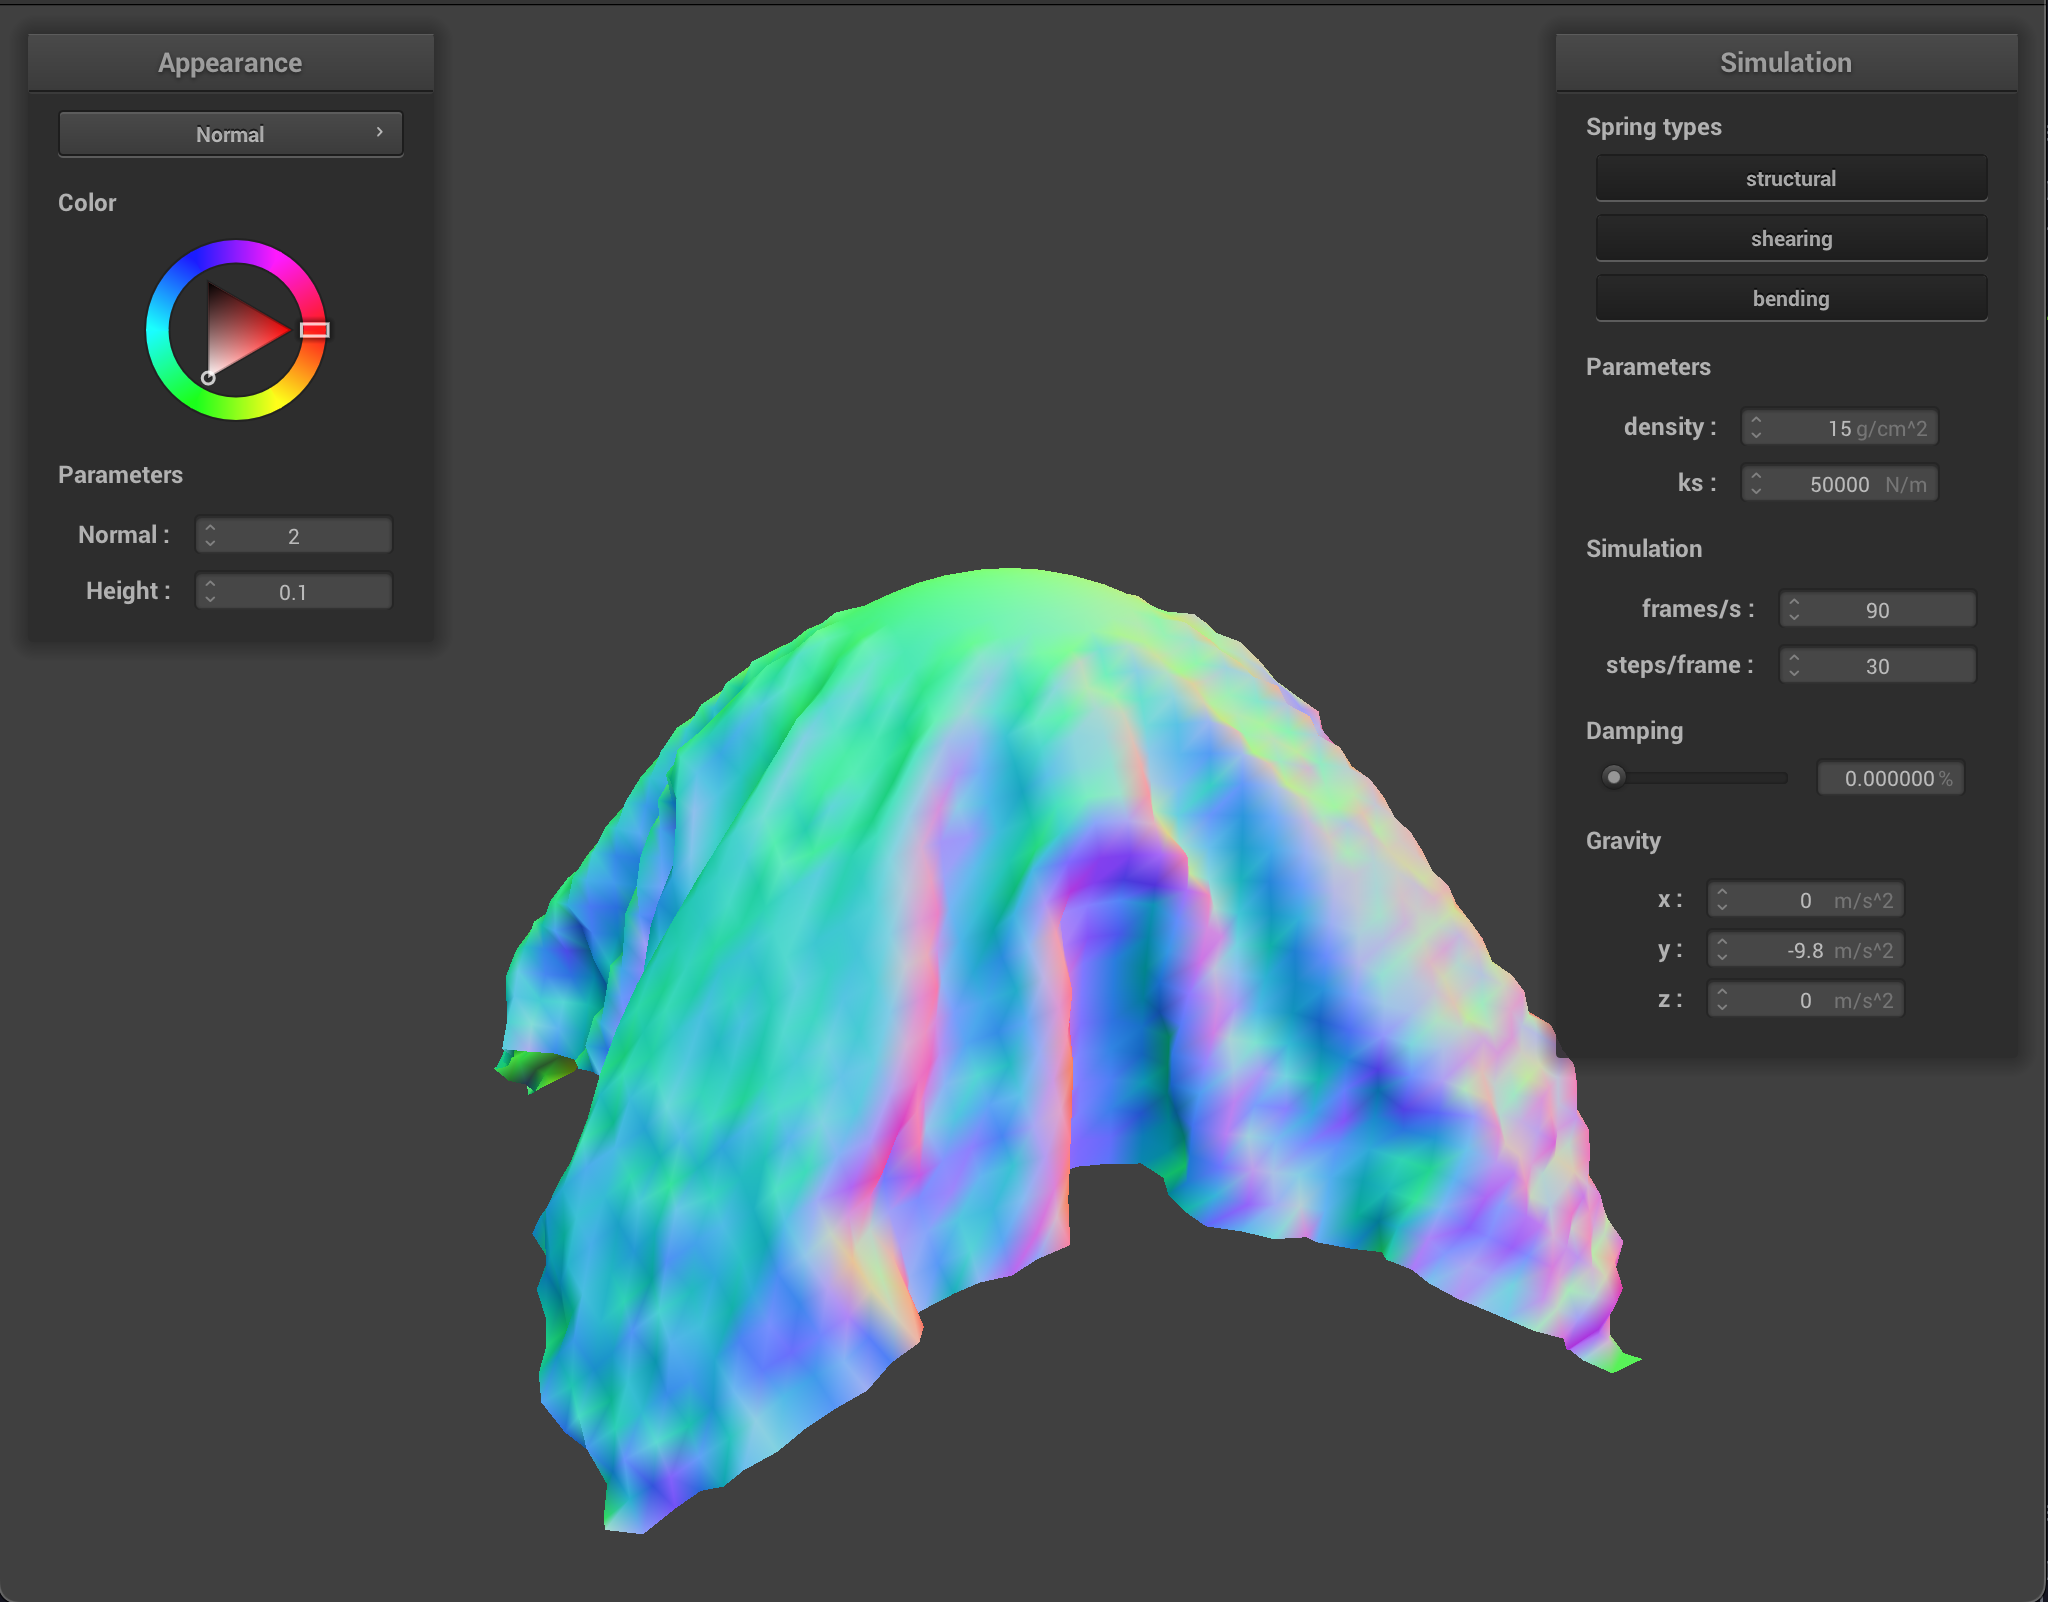 Appearance
Normal
Color
Parameters
Normal : 2
Height : 0.1
Simulation
Spring types
structural
shearing
bending
Parameters
density : 15 g/cm^2
ks : 50000 N/m
Simulation
frames/s : 90
steps/frame : 30
Damping
0.000000 %
Gravity
x : 0 m/s^2
y : -9.8 m/s^2
z : 0 m/s^2